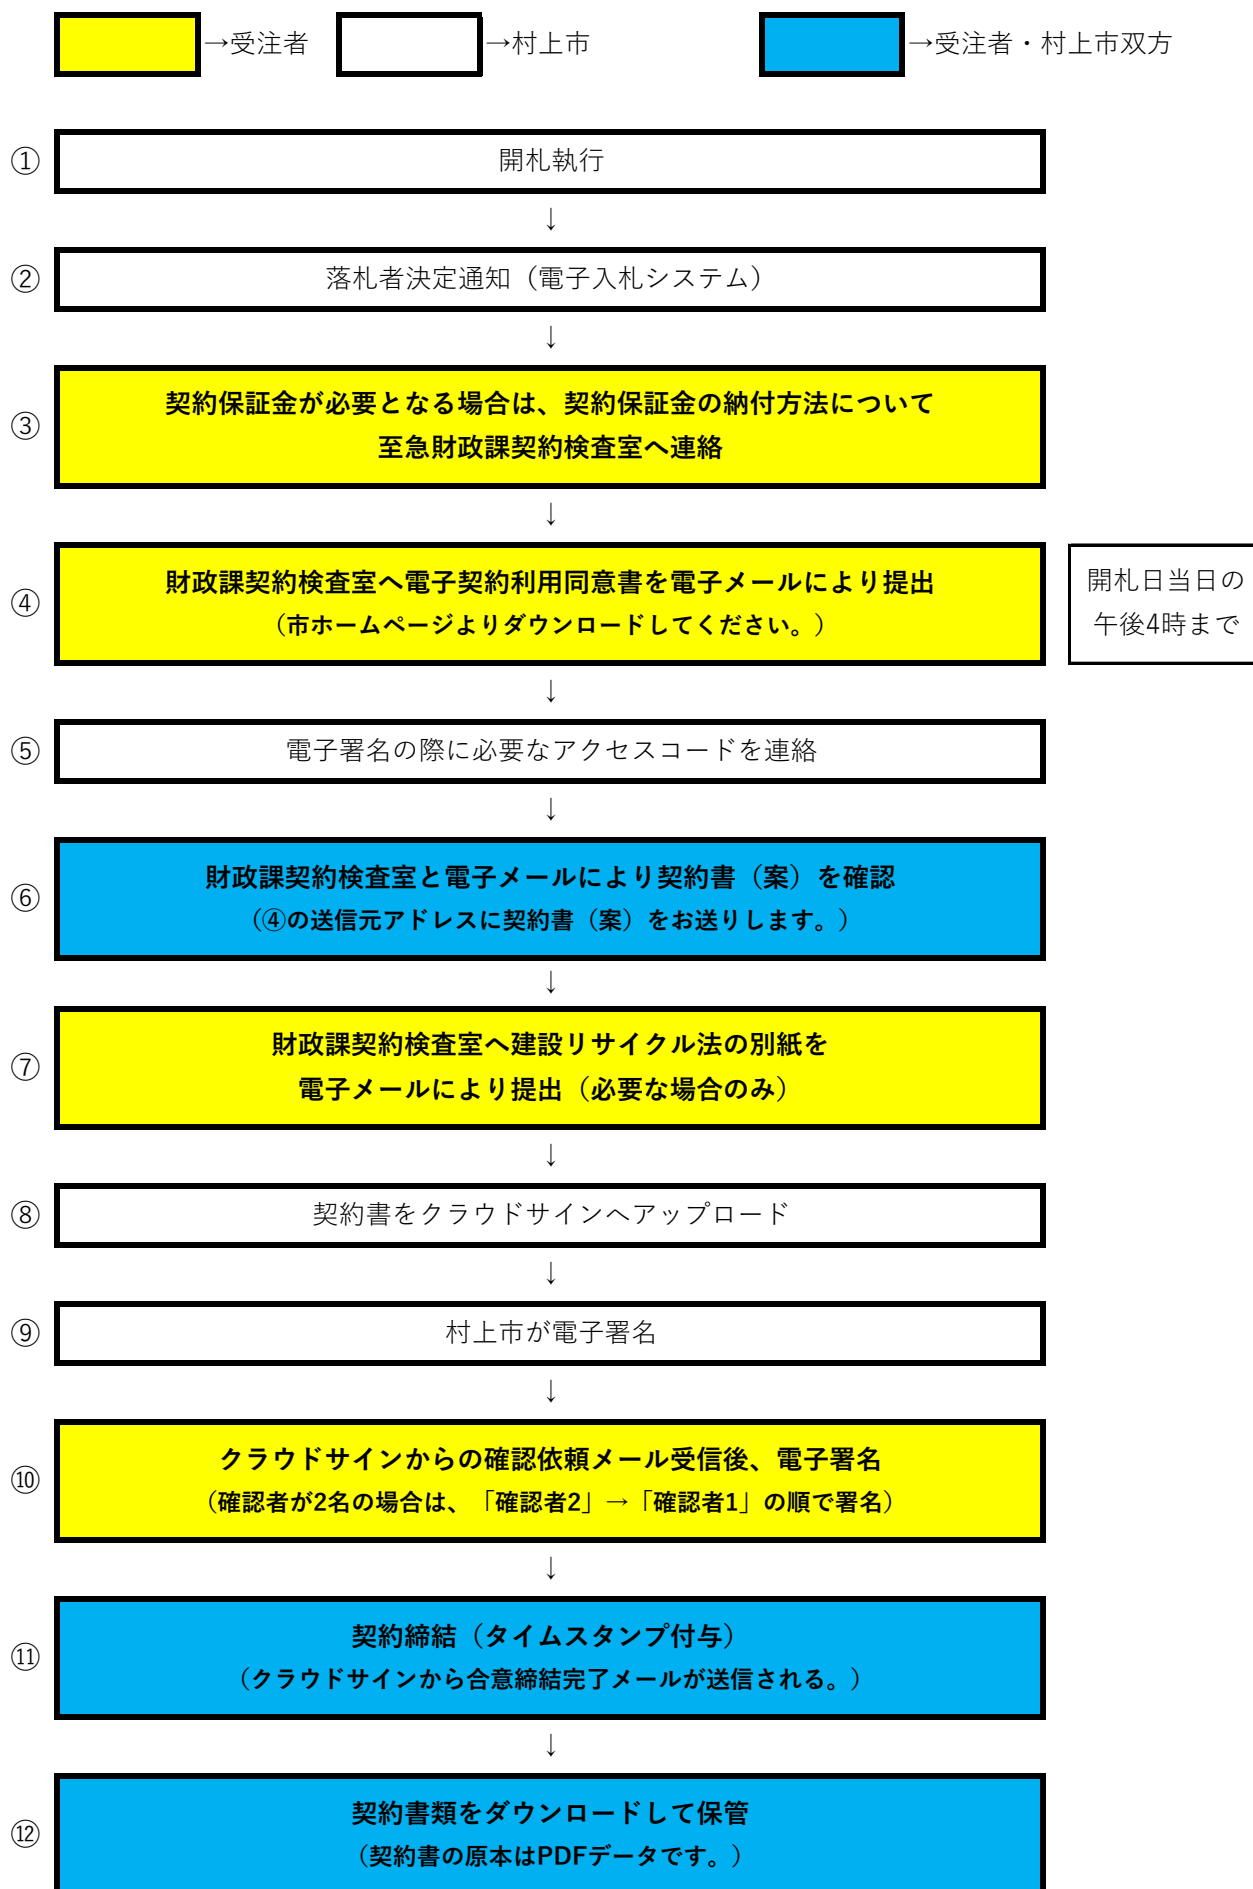 →受注者 →村上市 →受注者・村上市双方
① 開札執行
↓
② 落札者決定通知（電子入札システム）
↓
③ 契約保証金が必要となる場合は、契約保証金の納付方法について
至急財政課契約検査室へ連絡
↓
④ 財政課契約検査室へ電子契約利用同意書を電子メールにより提出
（市ホームページよりダウンロードしてください。）
開札日当日の
午後4時まで
↓
⑤ 電子署名の際に必要なアクセスコードを連絡
↓
⑥ 財政課契約検査室と電子メールにより契約書（案）を確認
（④の送信元アドレスに契約書（案）をお送りします。）
↓
⑦ 財政課契約検査室へ建設リサイクル法の別紙を
電子メールにより提出（必要な場合のみ）
↓
⑧ 契約書をクラウドサインへアップロード
↓
⑨ 村上市が電子署名
↓
⑩ クラウドサインからの確認依頼メール受信後、電子署名
（確認者が2名の場合は、「確認者2」→「確認者1」の順で署名）
↓
⑪ 契約締結（タイムスタンプ付与）
（クラウドサインから合意締結完了メールが送信される。）
↓
⑫ 契約書類をダウンロードして保管
（契約書の原本はPDFデータです。）